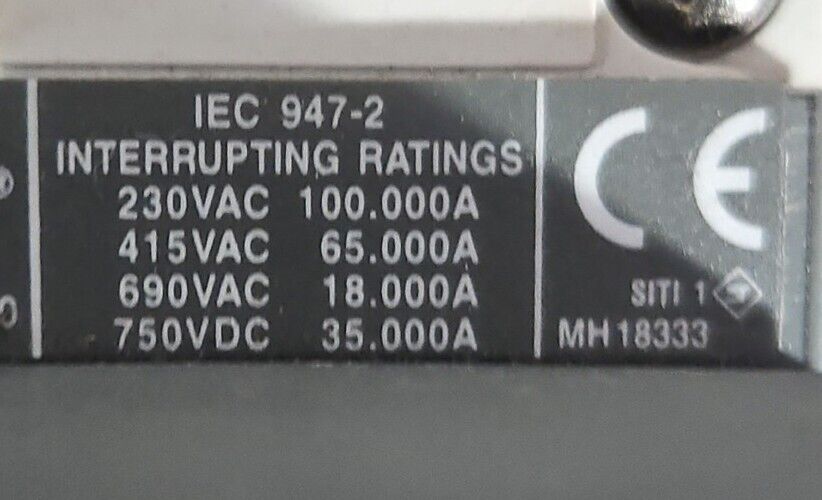 IEC 947-2
INTERRUPTING RATINGS
230VAC 100.000A
415VAC 65.000A
690VAC 18.000A
750VDC 35.000A
CE
SITI 1
MH 18333